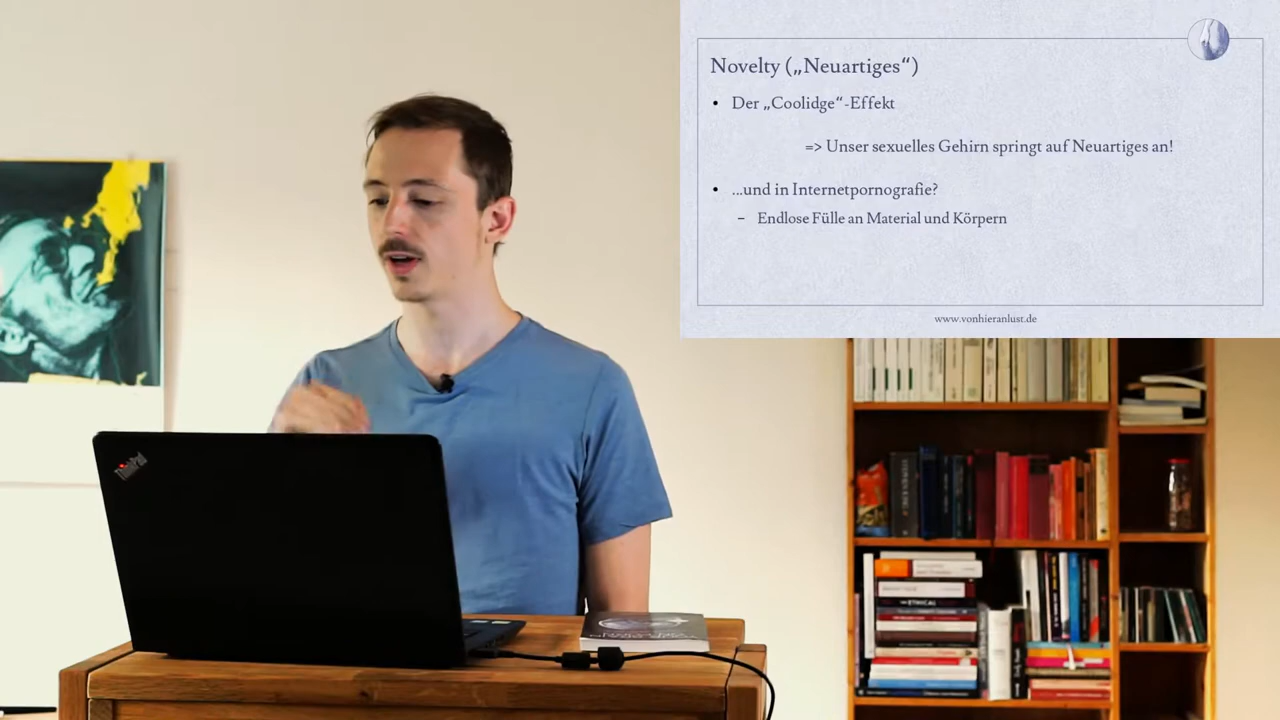 Novelty („Neuartiges“)
• Der „Coolidge“-Effekt
=> Unser sexuelles Gehirn springt auf Neuartiges an!
• ...und in Internetpornografie?
– Endlose Fülle an Material und Körpern
www.vonhieranlust.de
ThinkPad